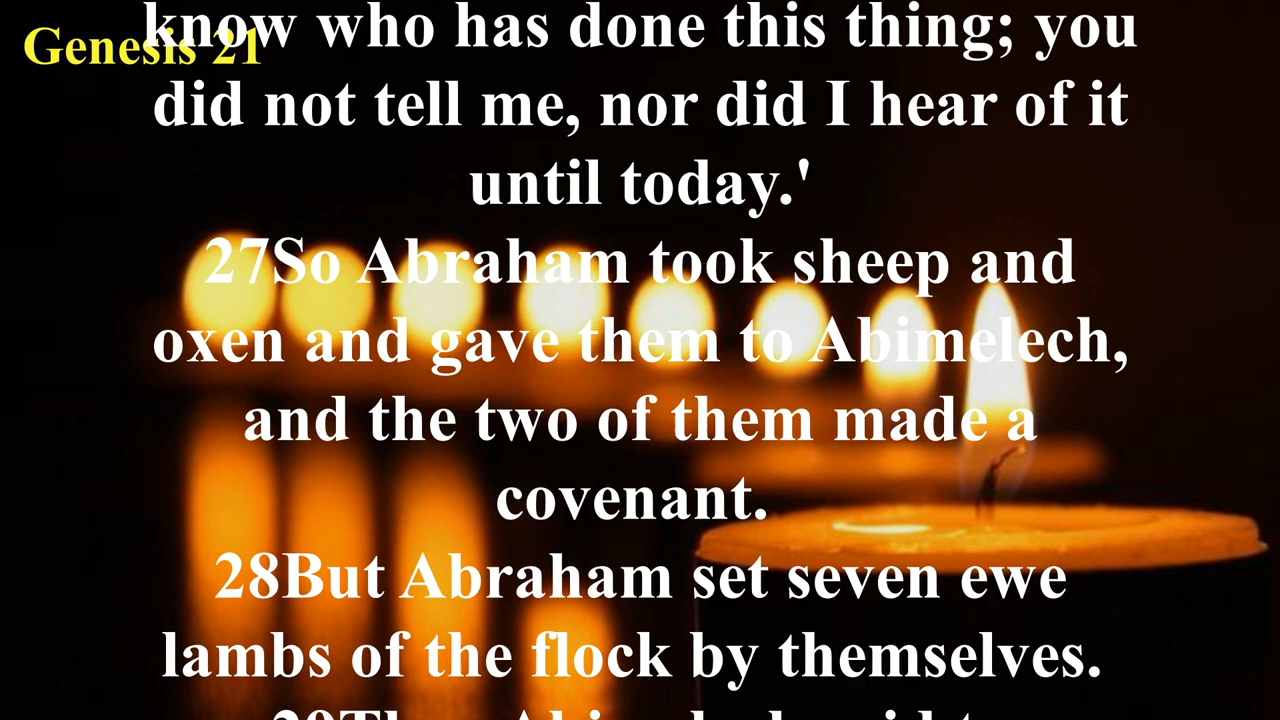 Genesis 21
know who has done this thing; you
did not tell me, nor did I hear of it
until today.'
27So Abraham took sheep and
oxen and gave them to Abimelech,
and the two of them made a
covenant.
28But Abraham set seven ewe
lambs of the flock by themselves.